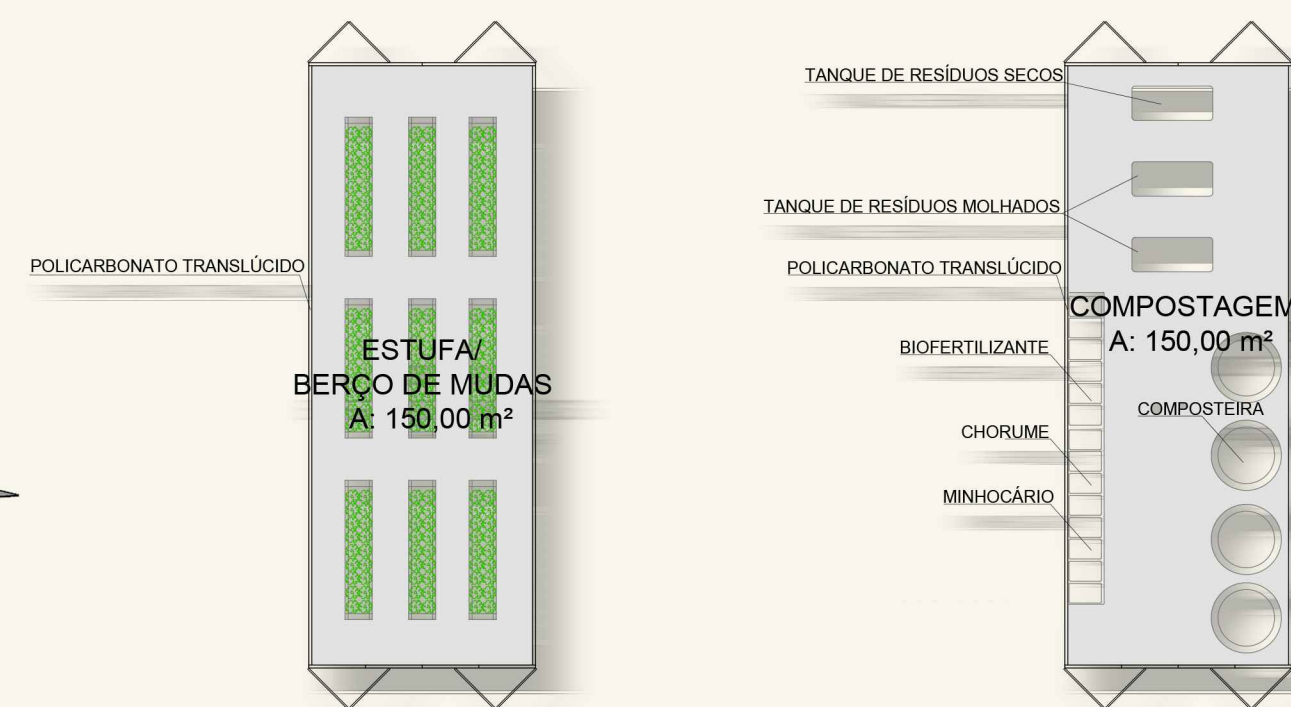 POLICARBONATO TRANSLÚCIDO
ESTUFA/
BERÇO DE MUDAS
A: 150,00 m²
TANQUE DE RESÍDUOS SECOS
TANQUE DE RESÍDUOS MOLHADOS
POLICARBONATO TRANSLÚCIDO
COMPOSTAGEM
A: 150,00 m²
BIOFERTILIZANTE
COMPOSTEIRA
CHORUME
MINHOCÁRIO